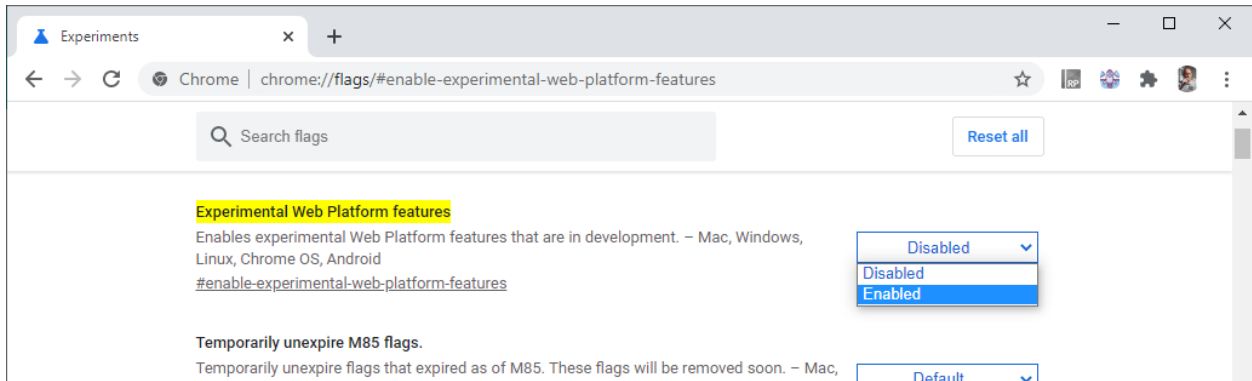 Experiments
Chrome | chrome://flags/#enable-experimental-web-platform-features
RP
Search flags
Reset all
Experimental Web Platform features
Enables experimental Web Platform features that are in development. – Mac, Windows,
Linux, Chrome OS, Android
#enable-experimental-web-platform-features
Disabled
Disabled
Enabled
Temporarily unexpire M85 flags.
Temporarily unexpire flags that expired as of M85. These flags will be removed soon. – Mac,
Default